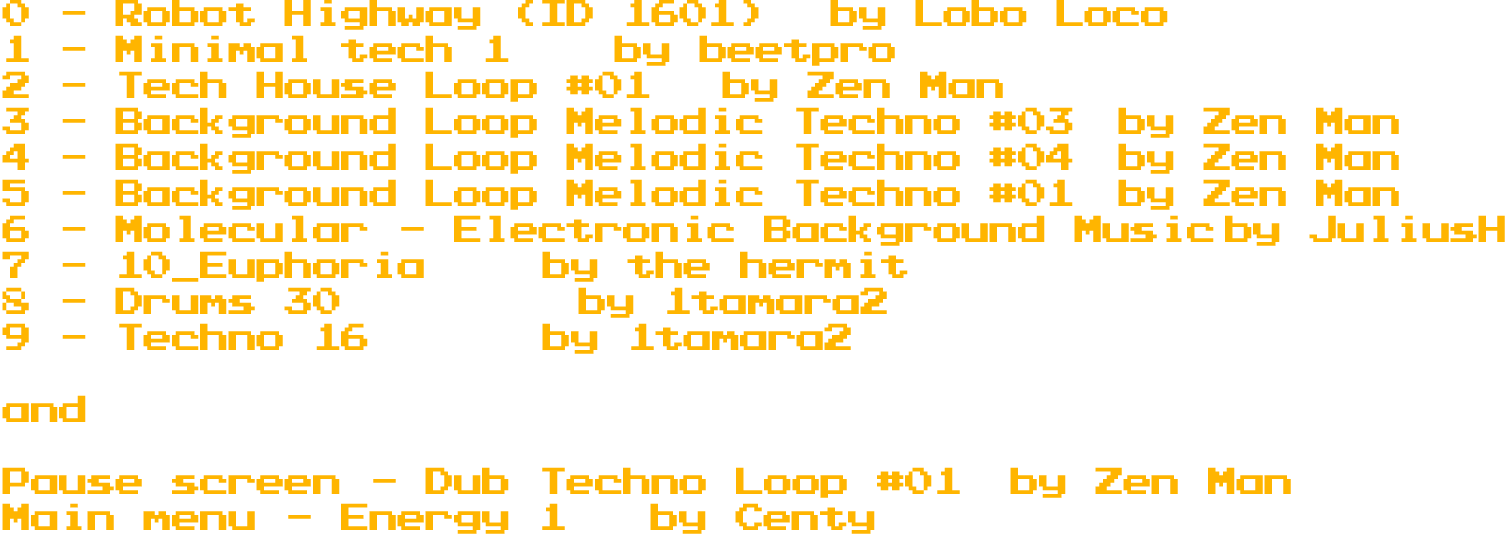 0 - Robot Highway (ID 1601) by Lobo Loco
1 - Minimal tech 1 by beetpro
2 - Tech House Loop #01 by Zen Man
3 - Background Loop Melodic Techno #03 by Zen Man
4 - Background Loop Melodic Techno #04 by Zen Man
5 - Background Loop Melodic Techno #01 by Zen Man
6 - Molecular - Electronic Background Musicby JuliusH
7 - 10_Euphoria by the hermit
8 - Drums 30 by 1tamara2
9 - Techno 16 by 1tamara2
and
Pause screen - Dub Techno Loop #01 by Zen Man
Main menu - Energy 1 by Centy